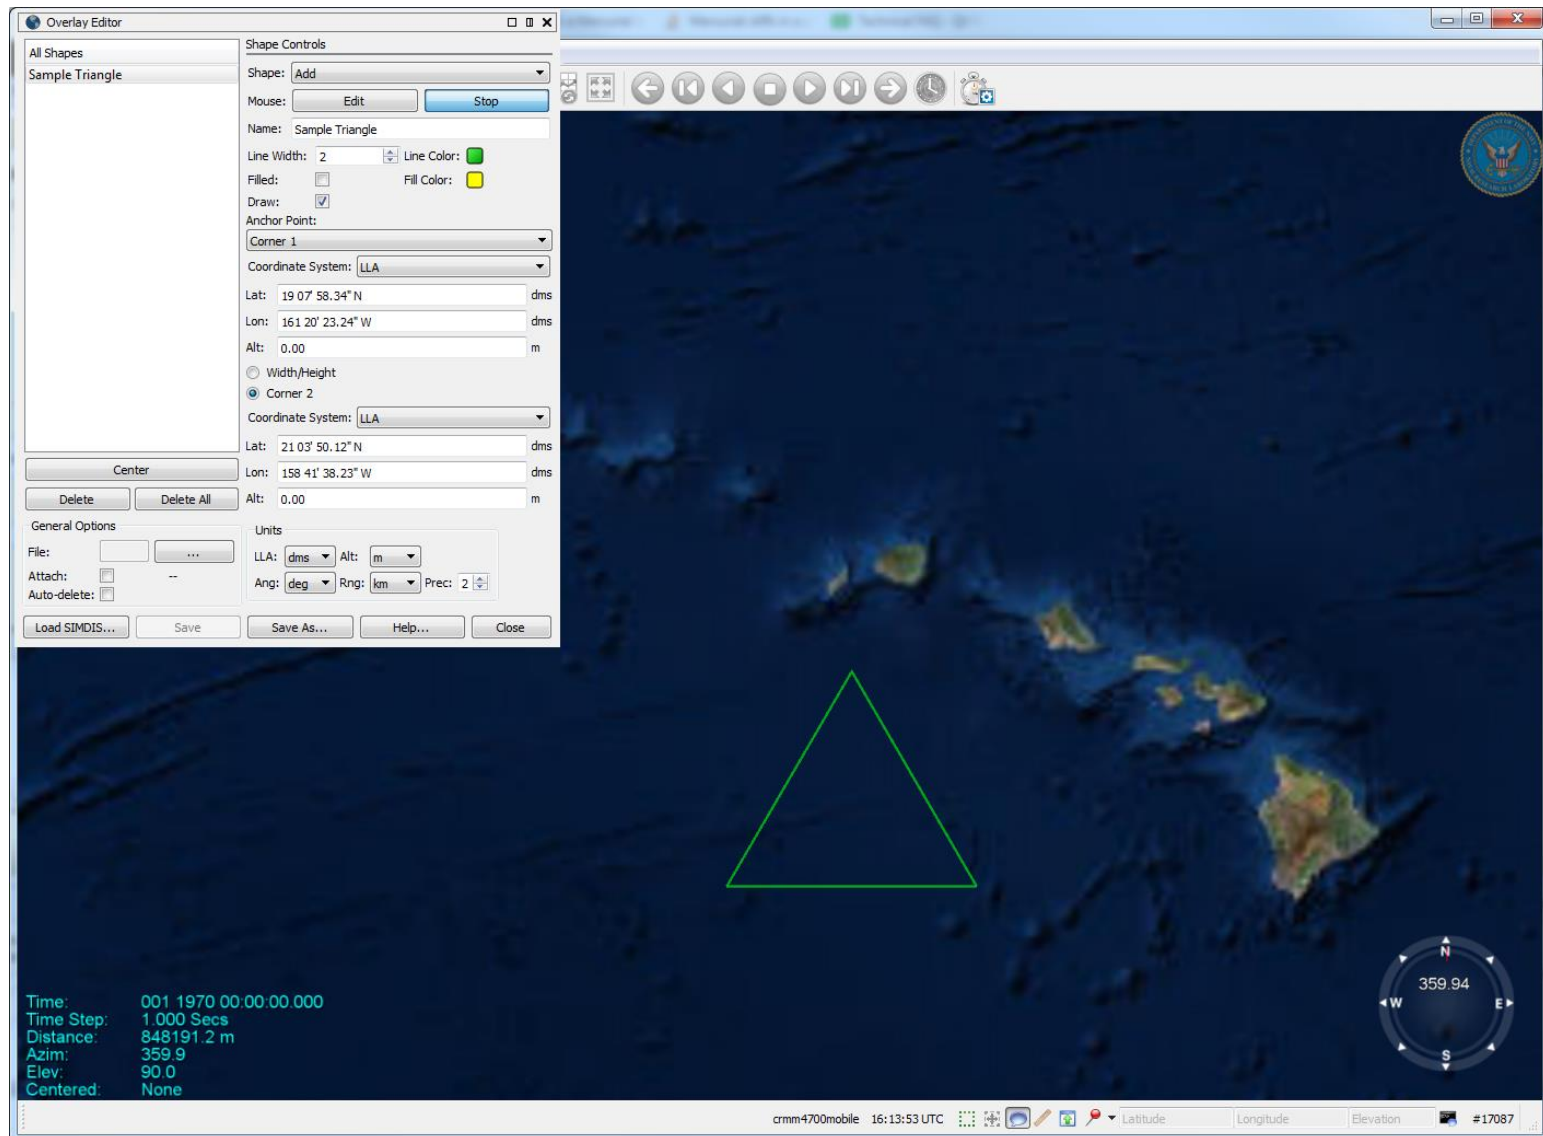 Overlay Editor
All Shapes
Sample Triangle
Center
Delete Delete All
General Options
File: ...
Attach: --
Auto-delete:
Shape Controls
Shape: Add
Mouse: Edit Stop
Name: Sample Triangle
Line Width: 2 Line Color:
Filled: Fill Color:
Draw:
Anchor Point:
Corner 1
Coordinate System: LLA
Lat: 19 07' 58.34" N dms
Lon: 161 20' 23.24" W dms
Alt: 0.00 m
Width/Height
Corner 2
Coordinate System: LLA
Lat: 21 03' 50.12" N dms
Lon: 158 41' 38.23" W dms
Alt: 0.00 m
Units
LLA: dms Alt: m
Ang: deg Rng: km Prec: 2
Load SIMDIS... Save Save As... Help... Close
N
359.94
W E
S
Time: 001 1970 00:00:00.000
Time Step: 1.000 Secs
Distance: 848191.2 m
Azim: 359.9
Elev: 90.0
Centered: None
crmm4700mobile 16:13:53 UTC Latitude Longitude Elevation #17087